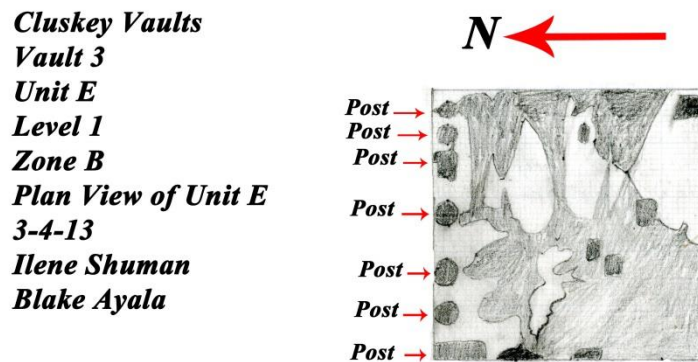 Cluskey Vaults
Vault 3
Unit E
Level 1
Zone B
Plan View of Unit E
3-4-13
Ilene Shuman
Blake Ayala
N
Post
Post
Post
Post
Post
Post
Post